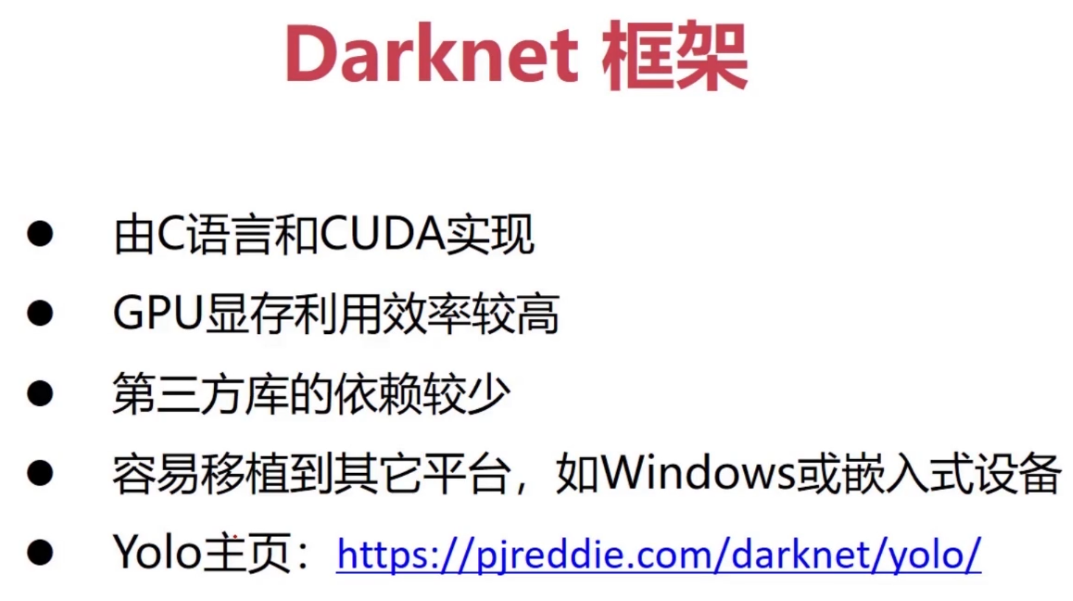 Darknet 框架
● 由C语言和CUDA实现
● GPU显存利用效率较高
● 第三方库的依赖较少
● 容易移植到其它平台，如Windows或嵌入式设备
● Yolo主页：https://pjreddie.com/darknet/yolo/